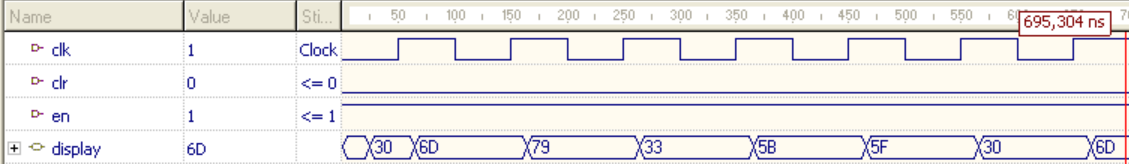 Name Value Sti... 50 100 150 200 250 300 350 400 450 500 550
695,304 ns
clk 1 Clock
clr 0 <= 0
en 1 <= 1
display 6D 30 6D 79 33 5B 5F 30 6D